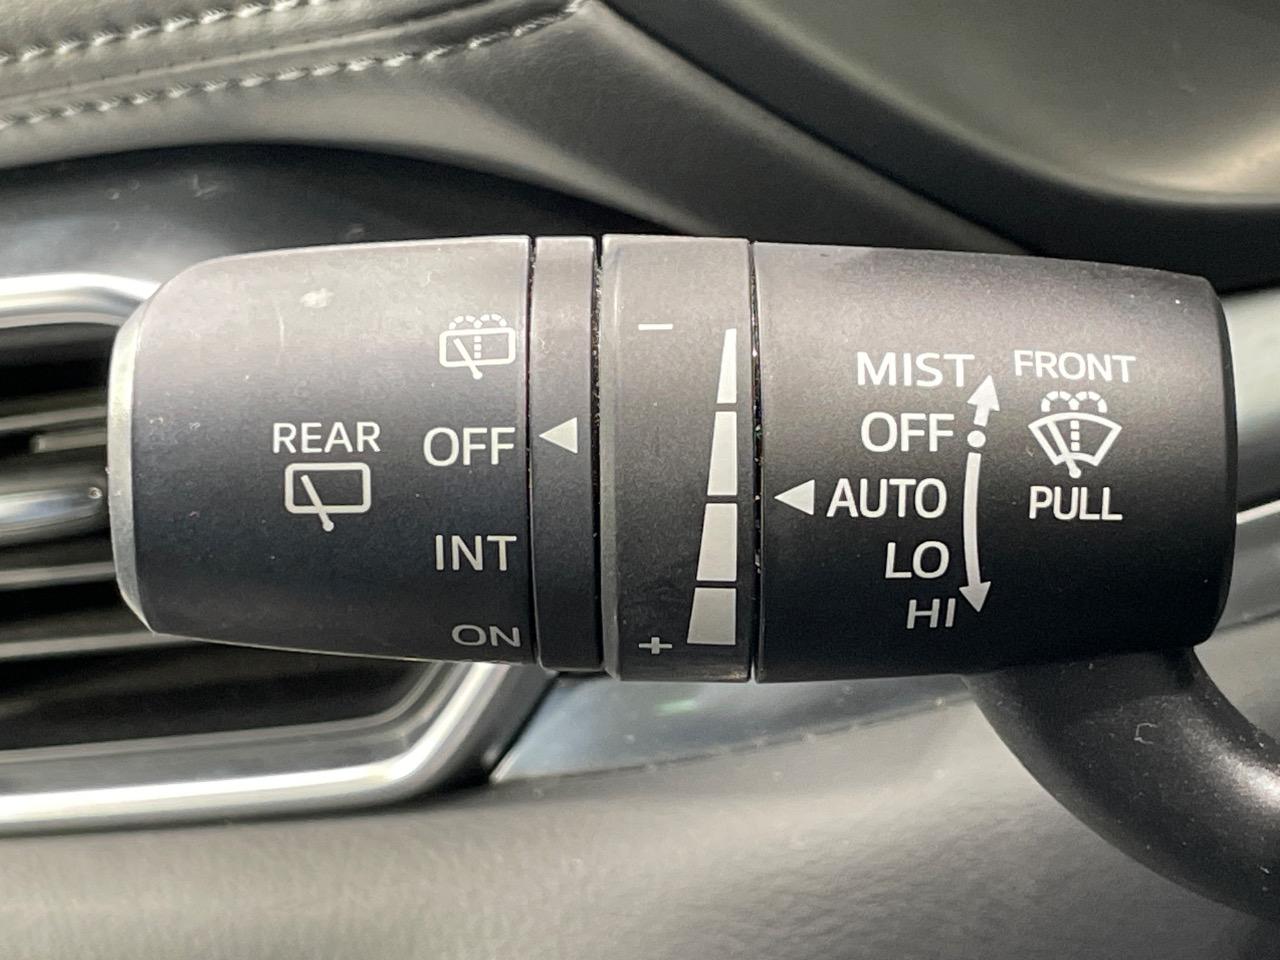 REAR
OFF
INT
ON
−
+
MIST
OFF
AUTO
LO
HI
FRONT
PULL